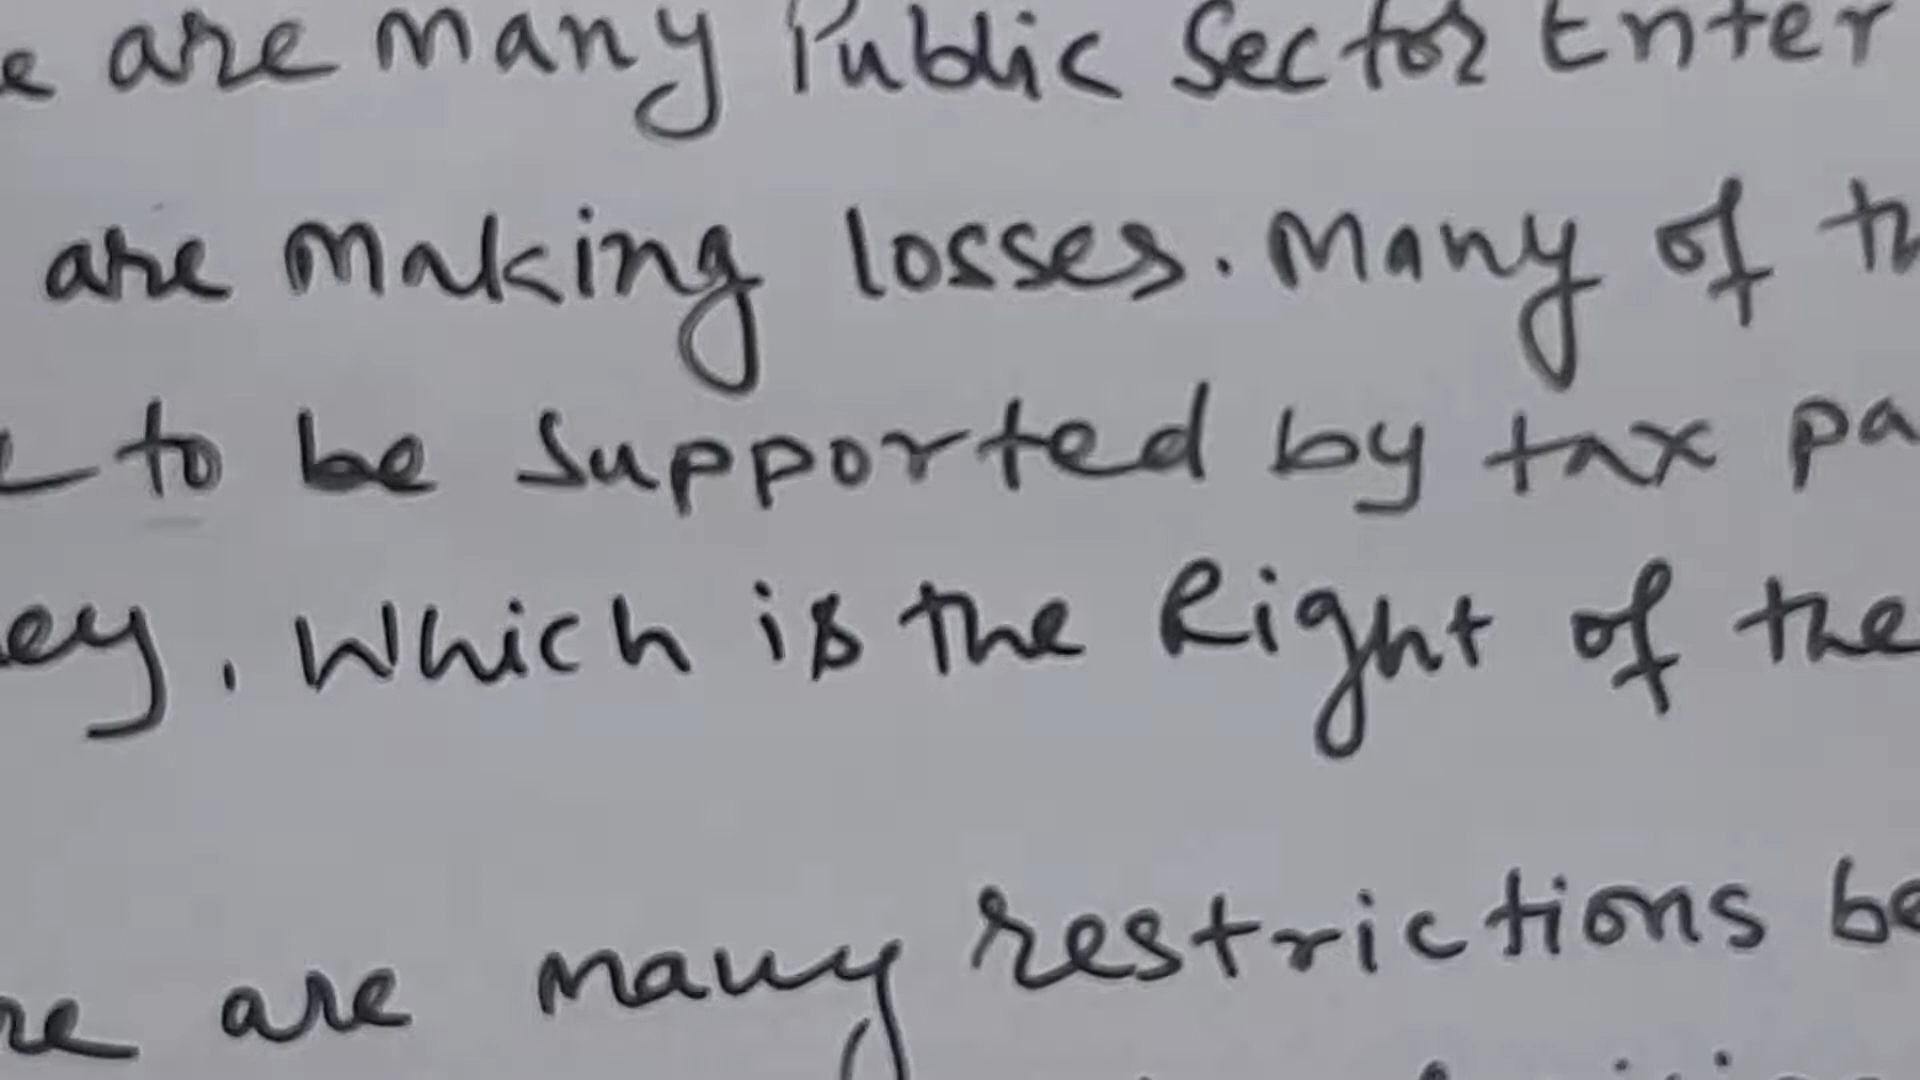 e are many Public Sector Enter
are making losses. Many of th
to be supported by tax pa
ey. Which is the Right of the
re are many restrictions be